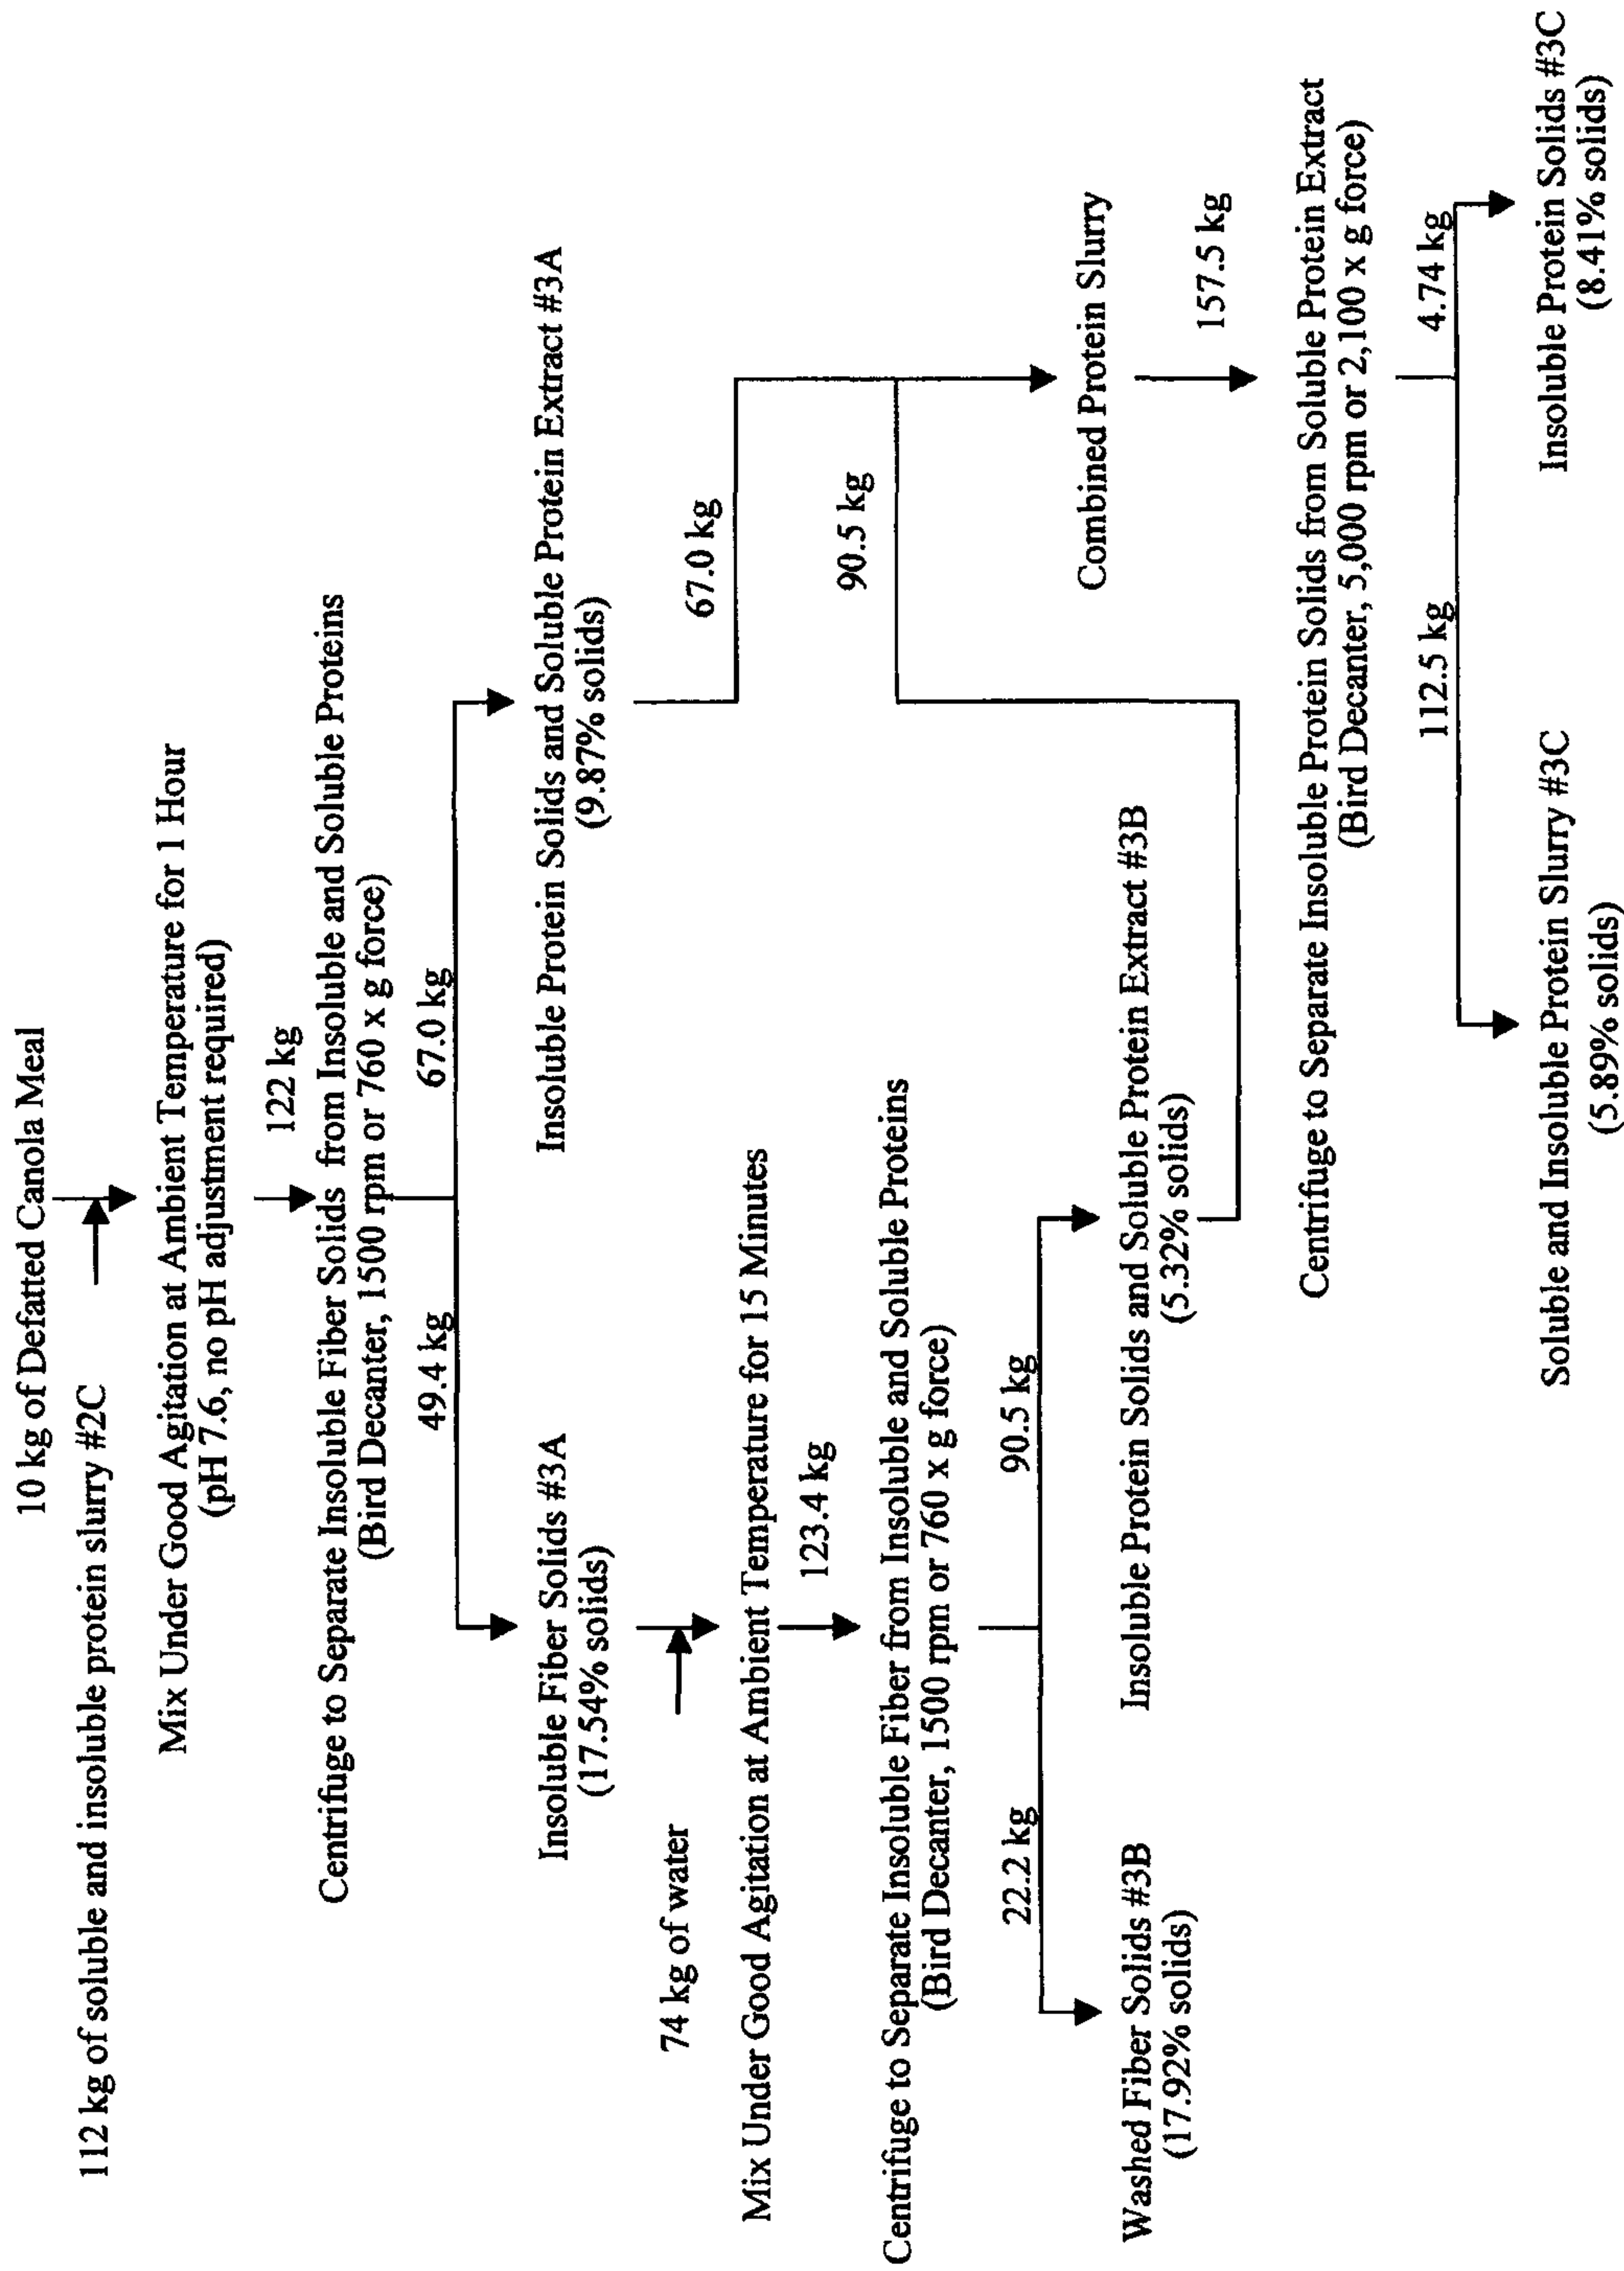 10 kg of Defatted Canola Meal
112 kg of soluble and insoluble protein slurry #2C
Mix Under Good Agitation at Ambient Temperature for 1 Hour
(pH 7.6, no pH adjustment required)
122 kg
Centrifuge to Separate Insoluble Fiber Solids from Insoluble and Soluble Proteins
(Bird Decanter, 1500 rpm or 760 x g force)
49.4 kg
67.0 kg
Insoluble Fiber Solids #3A
(17.54% solids)
Insoluble Protein Solids and Soluble Protein Extract #3A
(9.87% solids)
74 kg of water
67.0 kg
Mix Under Good Agitation at Ambient Temperature for 15 Minutes
123.4 kg
90.5 kg
Centrifuge to Separate Insoluble Fiber from Insoluble and Soluble Proteins
(Bird Decanter, 1500 rpm or 760 x g force)
22.2 kg
90.5 kg
Combined Protein Slurry
Washed Fiber Solids #3B
(17.92% solids)
Insoluble Protein Solids and Soluble Protein Extract #3B
(5.32% solids)
157.5 kg
Centrifuge to Separate Insoluble Protein Solids from Soluble Protein Extract
(Bird Decanter, 5,000 rpm or 2,100 x g force)
112.5 kg
4.74 kg
Soluble and Insoluble Protein Slurry #3C
(5.89% solids)
Insoluble Protein Solids #3C
(8.41% solids)